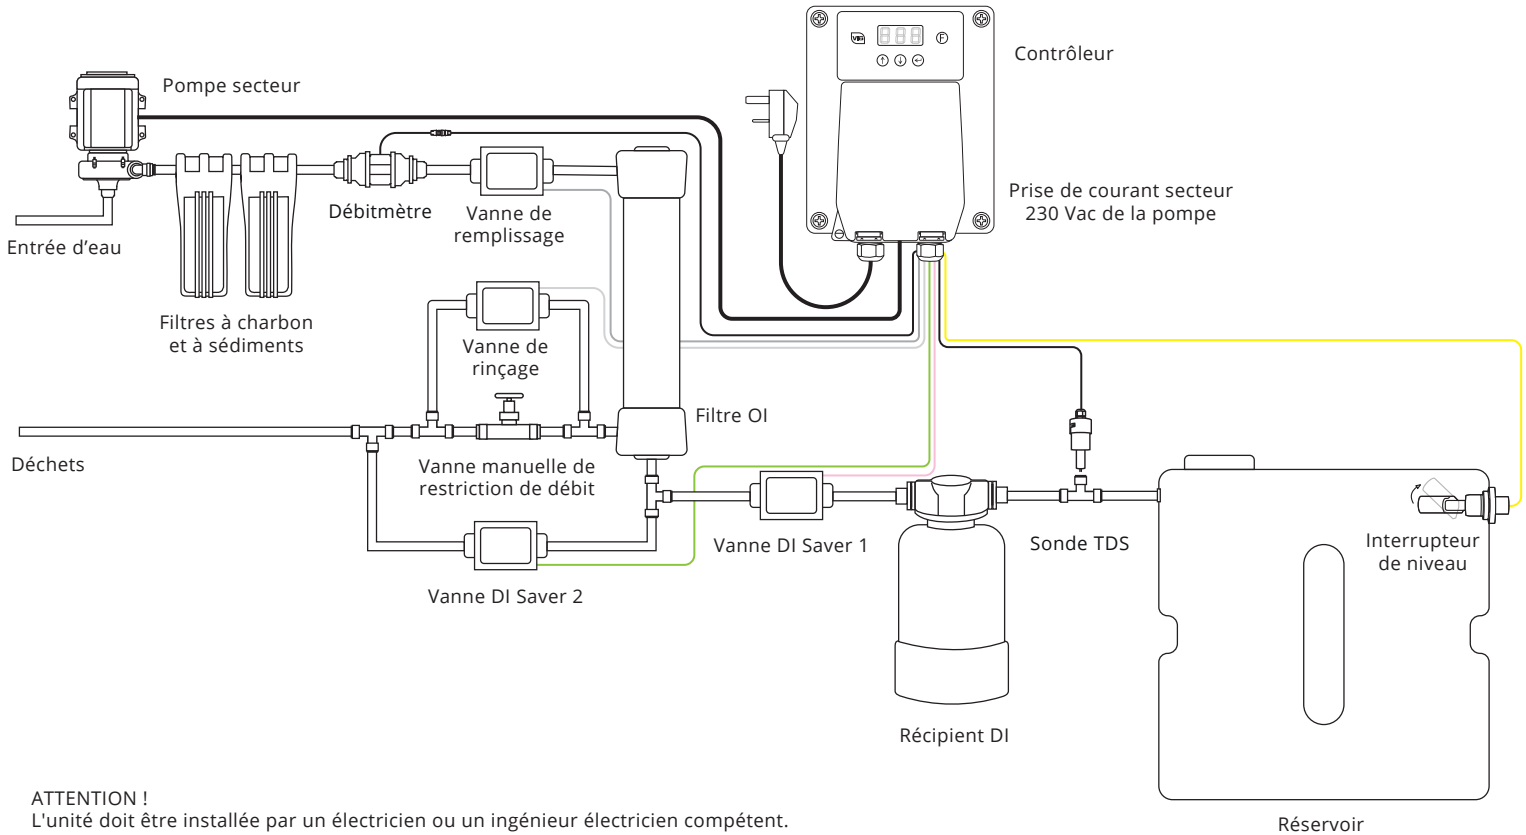 Pompe secteur
Contrôleur
VBG
888
F
Prise de courant secteur
230 Vac de la pompe
Entrée d’eau
Débitmètre
Vanne de
remplissage
Filtres à charbon
et à sédiments
Vanne de
rinçage
Filtre OI
Déchets
Vanne manuelle de
restriction de débit
Vanne DI Saver 1
Sonde TDS
Interrupteur
de niveau
Vanne DI Saver 2
Récipient DI
Réservoir
ATTENTION !
L'unité doit être installée par un électricien ou un ingénieur électricien compétent.